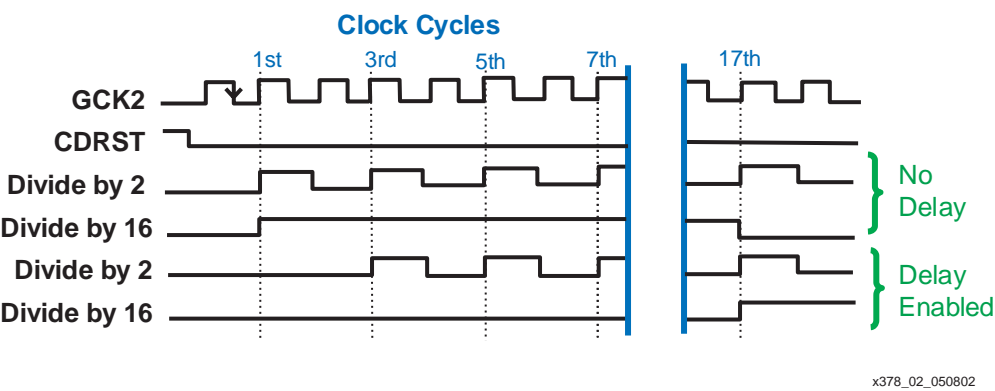 Clock Cycles
1st 3rd 5th 7th 17th
GCK2
CDRST
Divide by 2
Divide by 16
No
Delay
Divide by 2
Divide by 16
Delay
Enabled
x378_02_050802